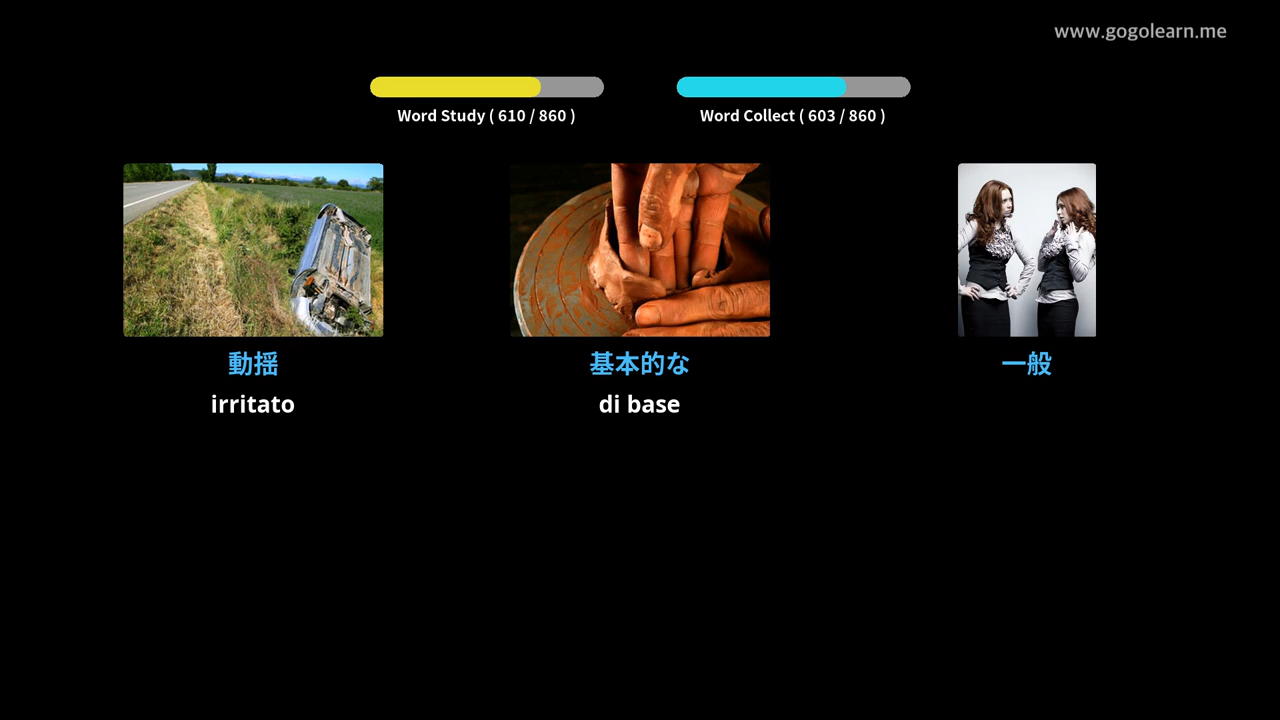 www.gogolearn.me
Word Study ( 610 / 860 )
Word Collect ( 603 / 860 )
動揺
irritato
基本的な
di base
一般